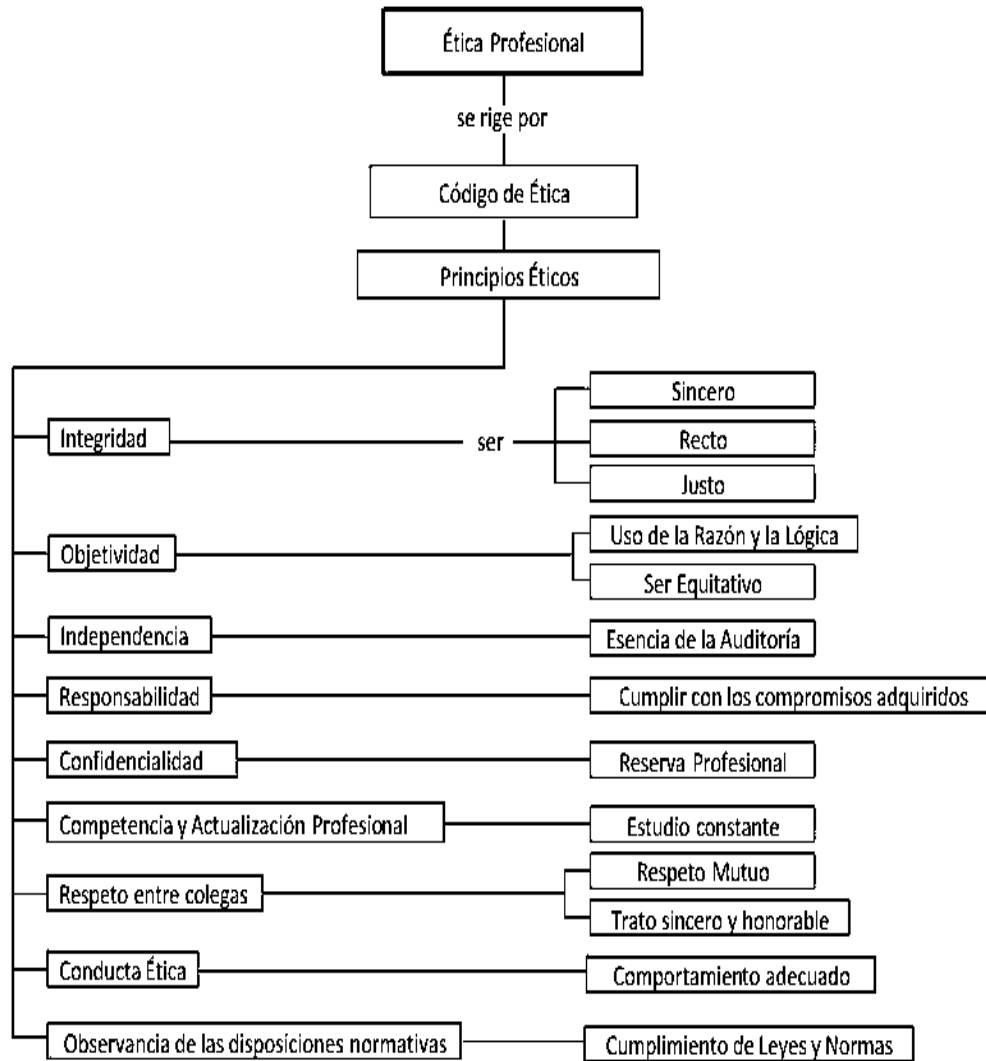 Ética Profesional
se rige por
Código de Ética
Principios Éticos
Integridad
ser
Sincero
Recto
Justo
Objetividad
Uso de la Razón y la Lógica
Ser Equitativo
Independencia
Esencia de la Auditoría
Responsabilidad
Cumplir con los compromisos adquiridos
Confidencialidad
Reserva Profesional
Competencia y Actualización Profesional
Estudio constante
Respeto entre colegas
Respeto Mutuo
Trato sincero y honorable
Conducta Ética
Comportamiento adecuado
Observancia de las disposiciones normativas
Cumplimiento de Leyes y Normas